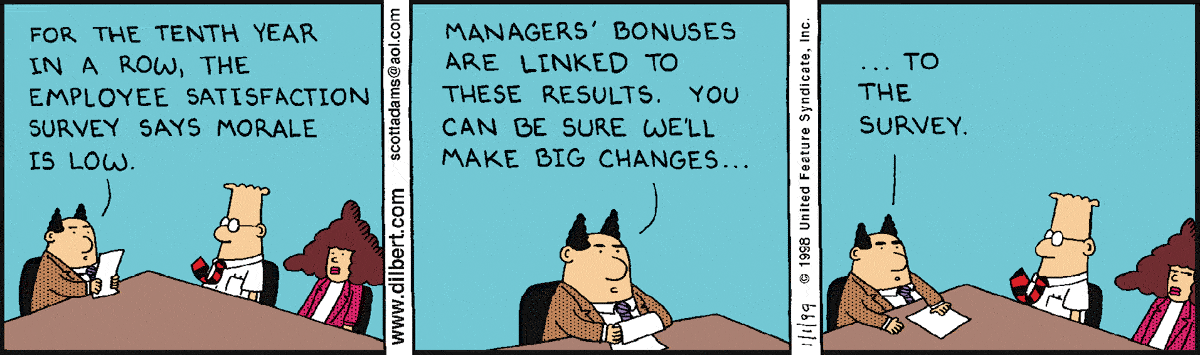 FOR THE TENTH YEAR
IN A ROW, THE
EMPLOYEE SATISFACTION
SURVEY SAYS MORALE
IS LOW.
www.dilbert.com
scottadams@aol.com
MANAGERS' BONUSES
ARE LINKED TO
THESE RESULTS. YOU
CAN BE SURE WE'LL
MAKE BIG CHANGES...
1/1/99
© 1998 United Feature Syndicate, Inc.
... TO
THE
SURVEY.